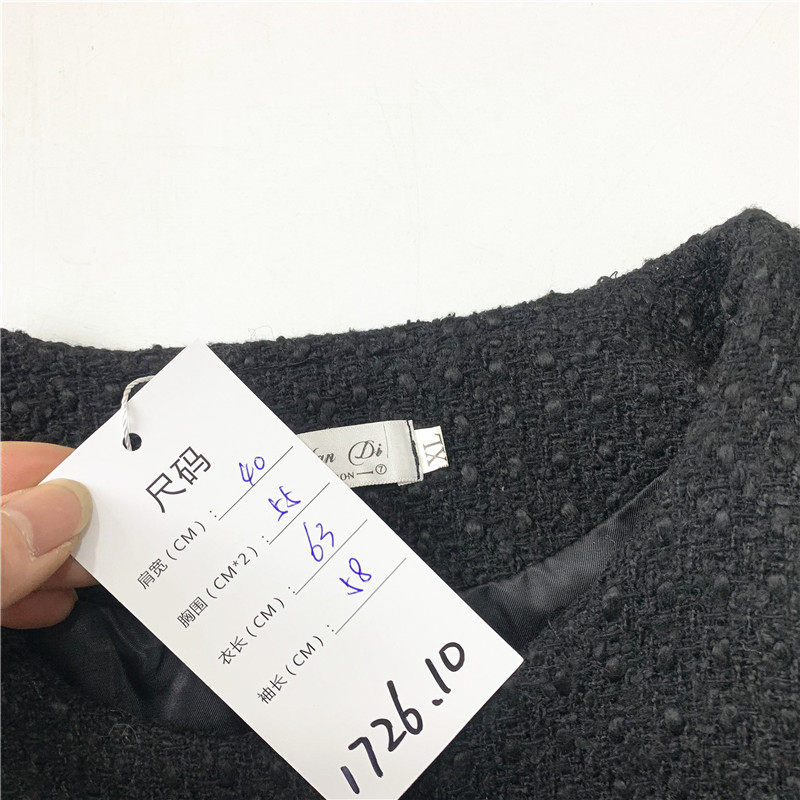 尺码
肩宽(CM): 40
胸围(CM*2): 55
衣长(CM): 63
袖长(CM): 58
1726.10
Di
XL